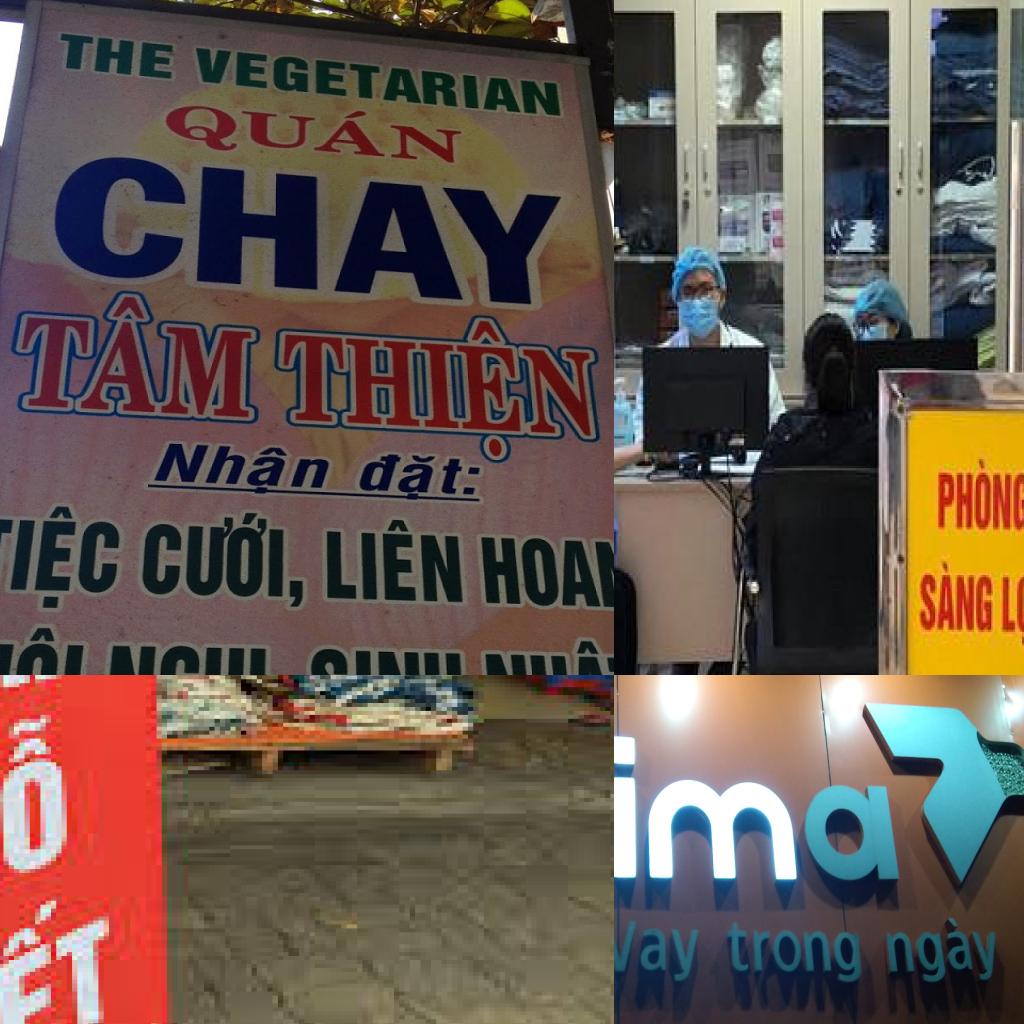 THE VEGETARIAN
QUÁN
CHAY
TÂM THIỆN
Nhận đặt:
TIỆC CƯỚI, LIÊN HOAN
PHÒNG
SÀNG LỌ
Ỗ
ẾT
ima
Vay trong ngày